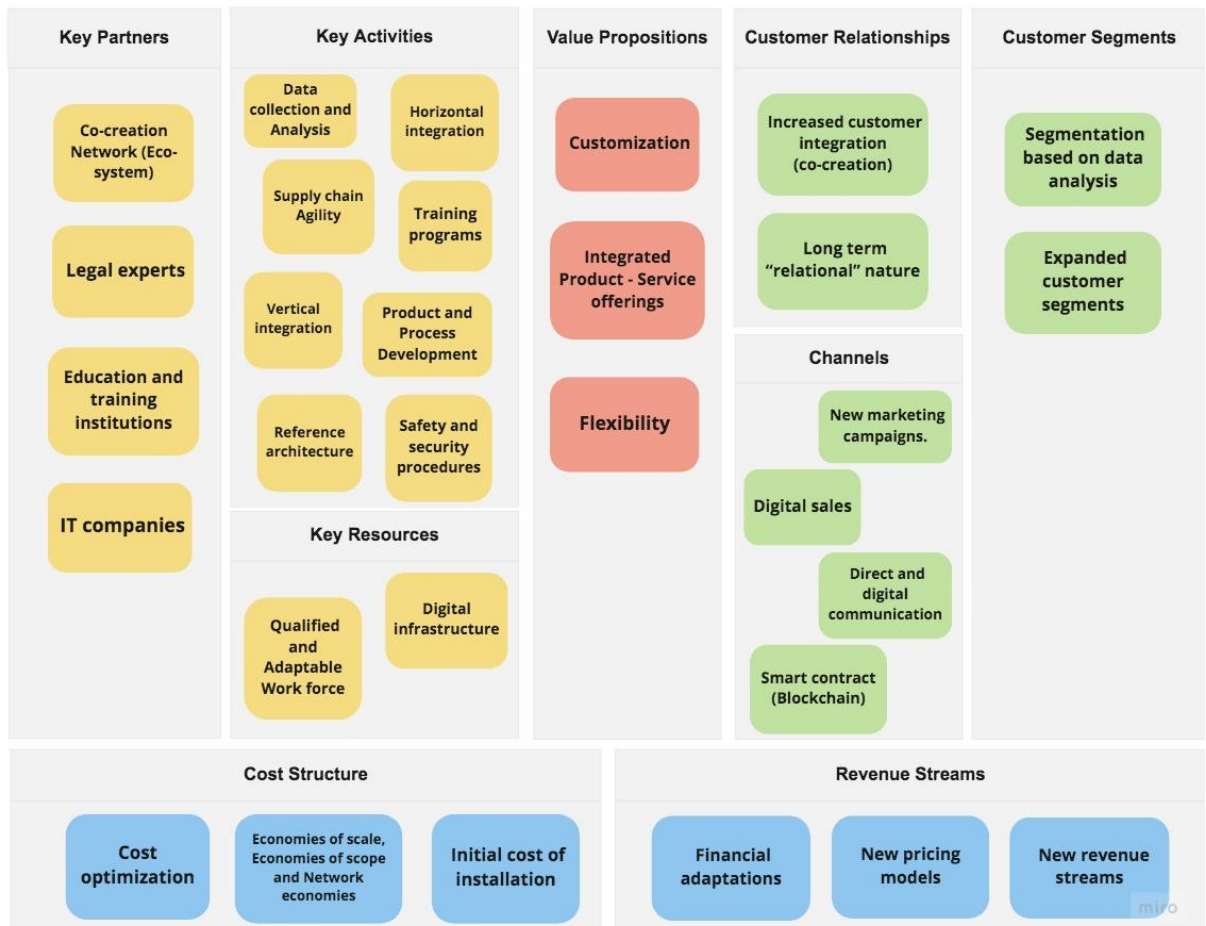 Key Partners
Co-creation
Network (Eco-
system)
Legal experts
Education and
training
institutions
IT companies
Key Activities
Data
collection and
Analysis
Horizontal
integration
Supply chain
Agility
Training
programs
Vertical
integration
Product and
Process
Development
Reference
architecture
Safety and
security
procedures
Key Resources
Qualified
and
Adaptable
Work force
Digital
infrastructure
Value Propositions
Customization
Integrated
Product - Service
offerings
Flexibility
Customer Relationships
Increased customer
integration
(co-creation)
Long term
“relational” nature
Channels
New marketing
campaigns.
Digital sales
Direct and
digital
communication
Smart contract
(Blockchain)
Customer Segments
Segmentation
based on data
analysis
Expanded
customer
segments
Cost Structure
Cost
optimization
Economies of scale,
Economies of scope
and Network
economies
Initial cost of
installation
Revenue Streams
Financial
adaptations
New pricing
models
New revenue
streams
miro